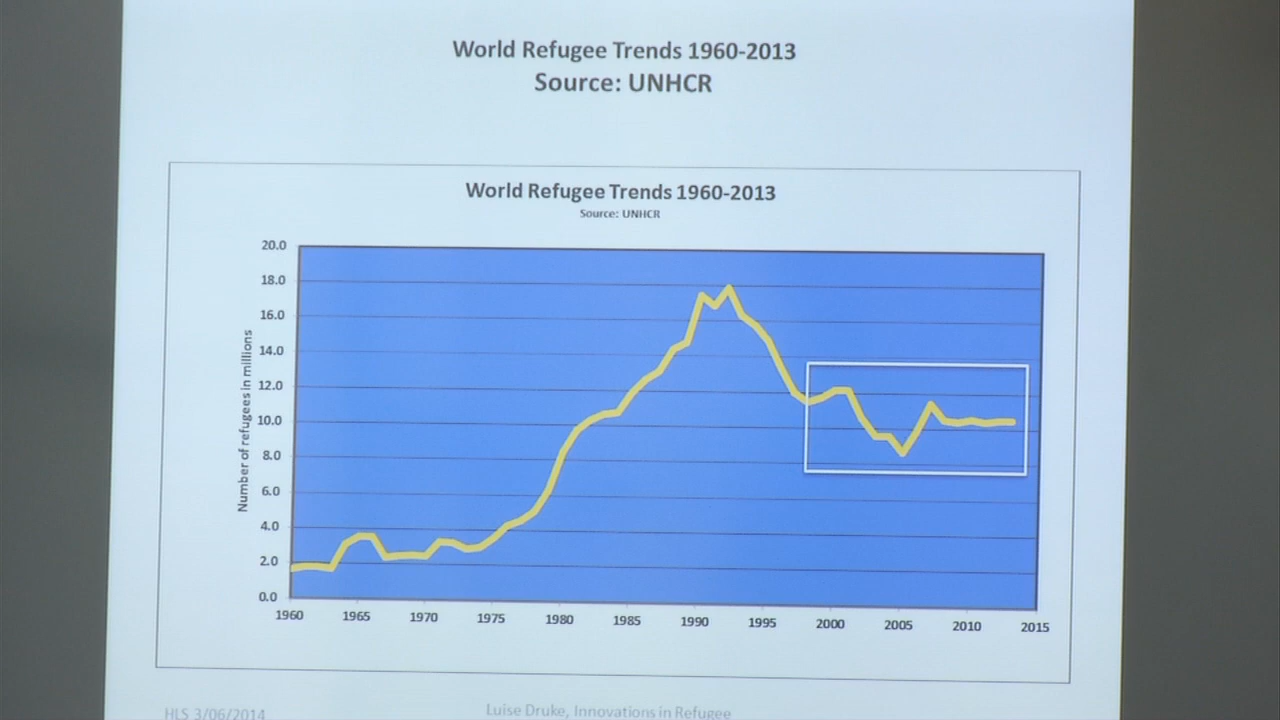 World Refugee Trends 1960-2013
Source: UNHCR
World Refugee Trends 1960-2013
Source: UNHCR
Number of refugees in millions
20.0
18.0
16.0
14.0
12.0
10.0
8.0
6.0
4.0
2.0
0.0
1960 1965 1970 1975 1980 1985 1990 1995 2000 2005 2010 2015
HLS 3/06/2014
Luise Druke, Innovations in Refugee